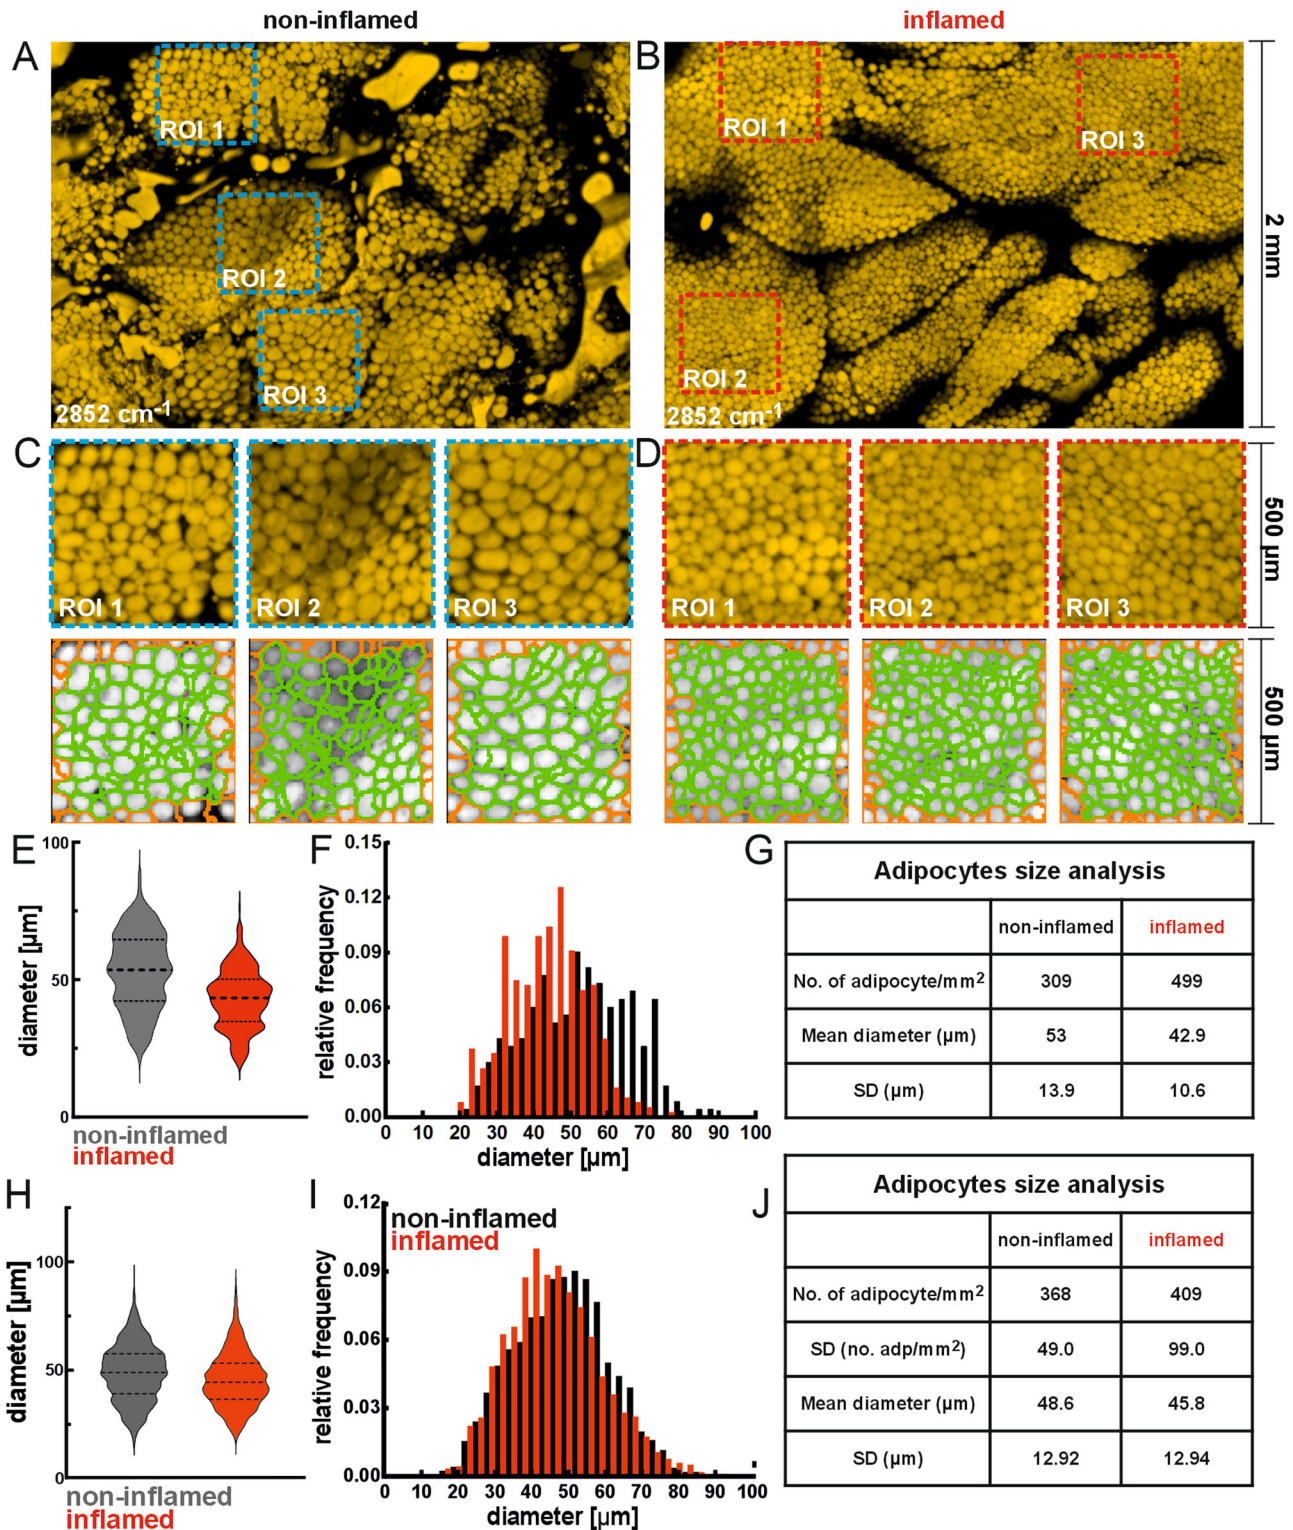 non-inflamed
inflamed
A
ROI 1
ROI 2
ROI 3
2852 cm-1
B
ROI 1
ROI 3
ROI 2
2852 cm-1
2 mm
C
ROI 1
ROI 2
ROI 3
D
ROI 1
ROI 2
ROI 3
500 µm
500 µm
E
diameter [µm]
100
50
0
non-inflamed
inflamed
F
relative frequency
0.15
0.12
0.09
0.06
0.03
0.00
0 10 20 30 40 50 60 70 80 90 100
diameter [µm]
G
Adipocytes size analysis
non-inflamed inflamed
No. of adipocyte/mm2 309 499
Mean diameter (µm) 53 42.9
SD (µm) 13.9 10.6
H
diameter [µm]
100
50
0
non-inflamed
inflamed
I
relative frequency
0.12
0.09
0.06
0.03
0.00
non-inflamed
inflamed
0 10 20 30 40 50 60 70 80 90 100
diameter [µm]
J
Adipocytes size analysis
non-inflamed inflamed
No. of adipocyte/mm2 368 409
SD (no. adp/mm2) 49.0 99.0
Mean diameter (µm) 48.6 45.8
SD (µm) 12.92 12.94